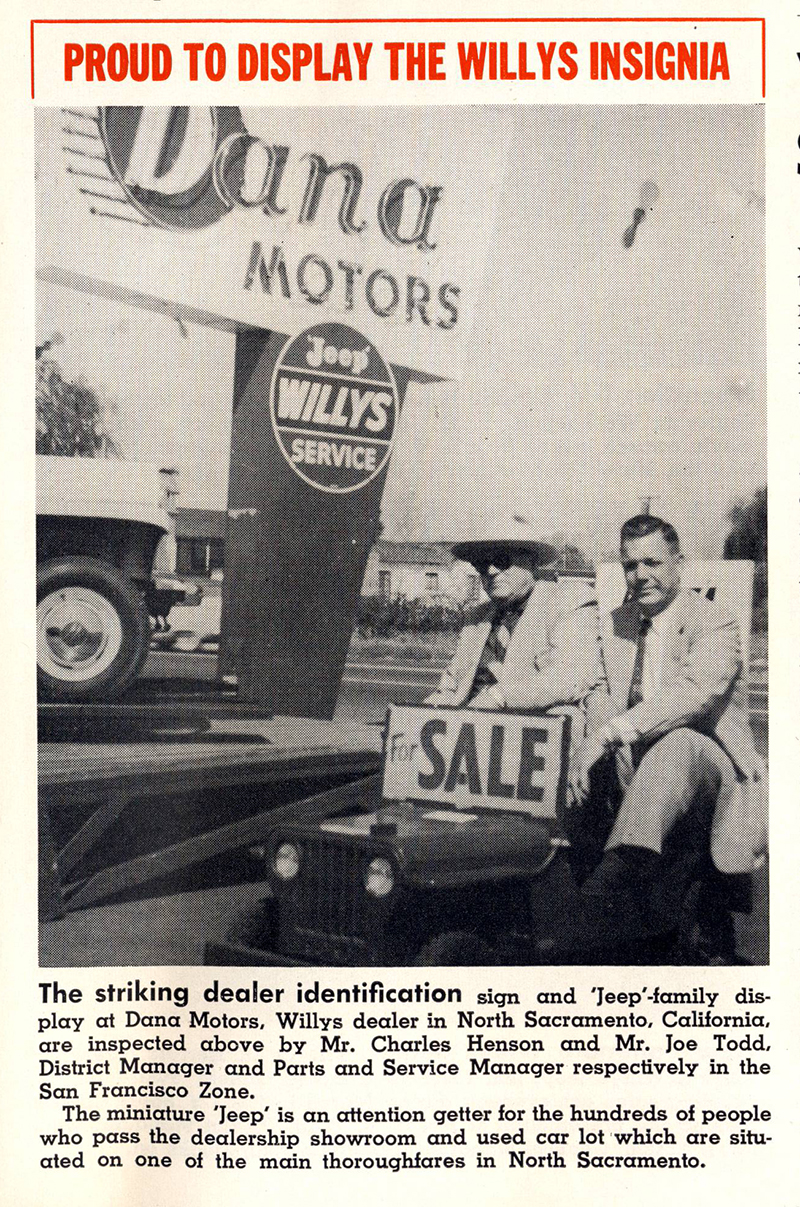 PROUD TO DISPLAY THE WILLYS INSIGNIA
Dana
MOTORS
'Jeep'
WILLYS
SERVICE
For SALE
The striking dealer identification sign and 'Jeep'-family dis-
play at Dana Motors, Willys dealer in North Sacramento, California,
are inspected above by Mr. Charles Henson and Mr. Joe Todd,
District Manager and Parts and Service Manager respectively in the
San Francisco Zone.
The miniature 'Jeep' is an attention getter for the hundreds of people
who pass the dealership showroom and used car lot which are situ-
ated on one of the main thoroughfares in North Sacramento.